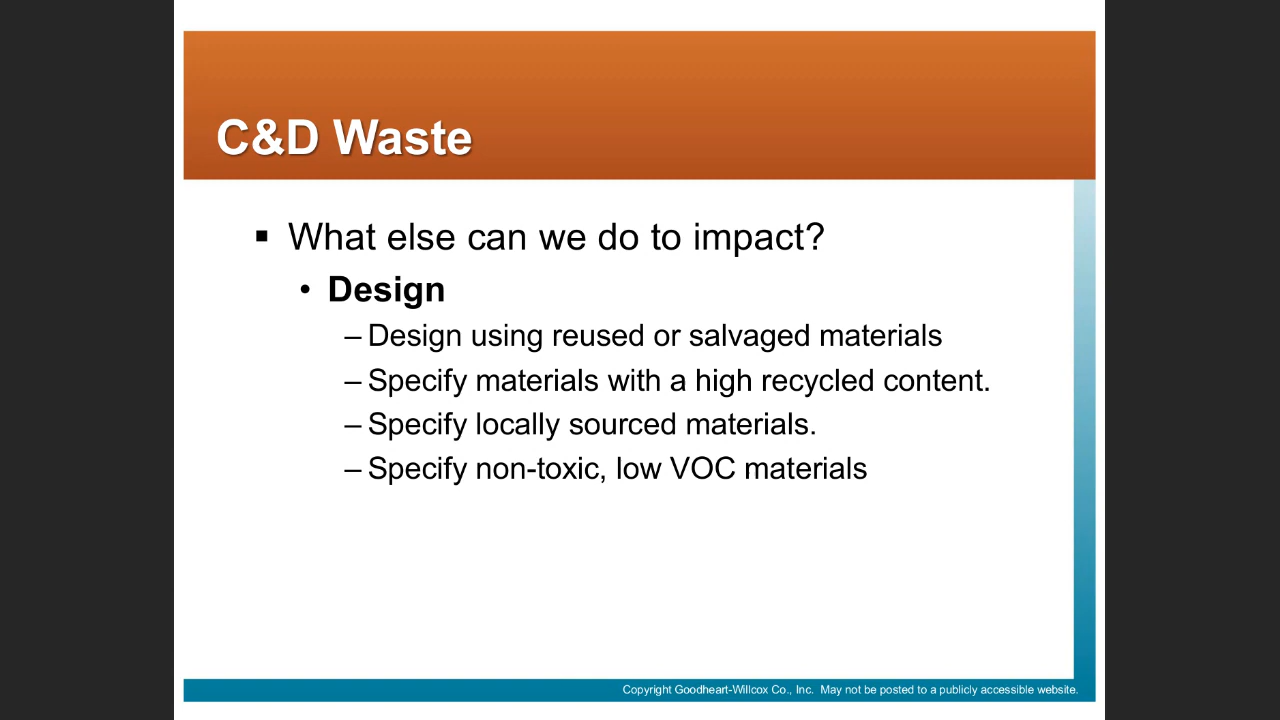 C&D Waste
▪ What else can we do to impact?
• Design
– Design using reused or salvaged materials
– Specify materials with a high recycled content.
– Specify locally sourced materials.
– Specify non-toxic, low VOC materials
Copyright Goodheart-Willcox Co., Inc.  May not be posted to a publicly accessible website.